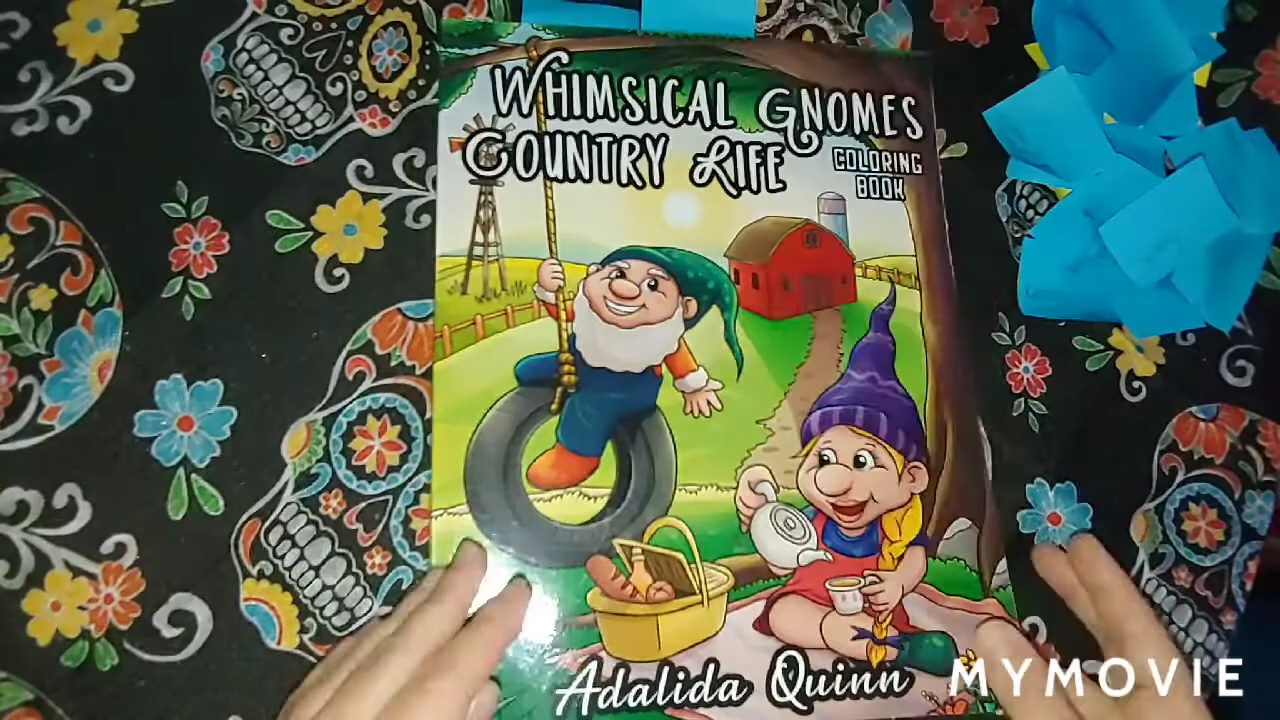 WHIMSICAL GNOMES
COUNTRY LIFE
COLORING
BOOK
Adalida Quinn
MYMOVIE